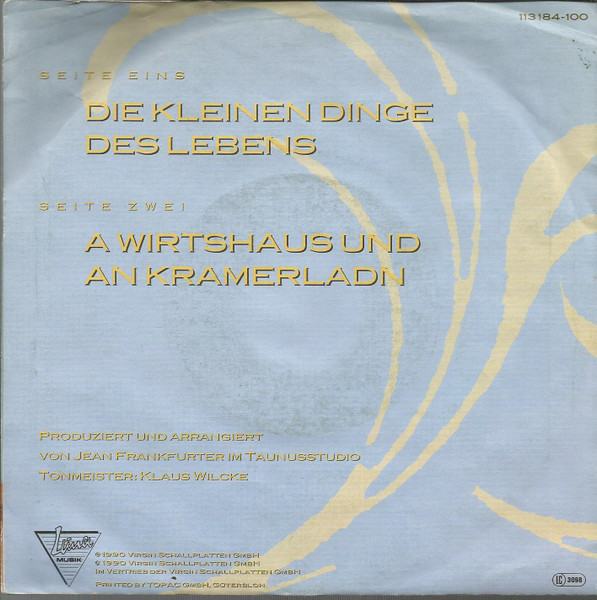 113184-100
SEITE EINS
DIE KLEINEN DINGE
DES LEBENS
SEITE ZWEI
A WIRTSHAUS UND
AN KRAMERLADN
PRODUZIERT UND ARRANGIERT
VON JEAN FRANKFURTER IM TAUNUSSTUDIO
TONMEISTER: KLAUS WILCKE
MUSIK
℗ 1990 VIRGIN SCHALLPLATTEN GMBH
© 1990 VIRGIN SCHALLPLATTEN GMBH
IM VERTRIEB DER VIRGIN SCHALLPLATTEN GMBH
PRINTED BY TOPAC GMBH, GÜTERSLOH
LC 3098